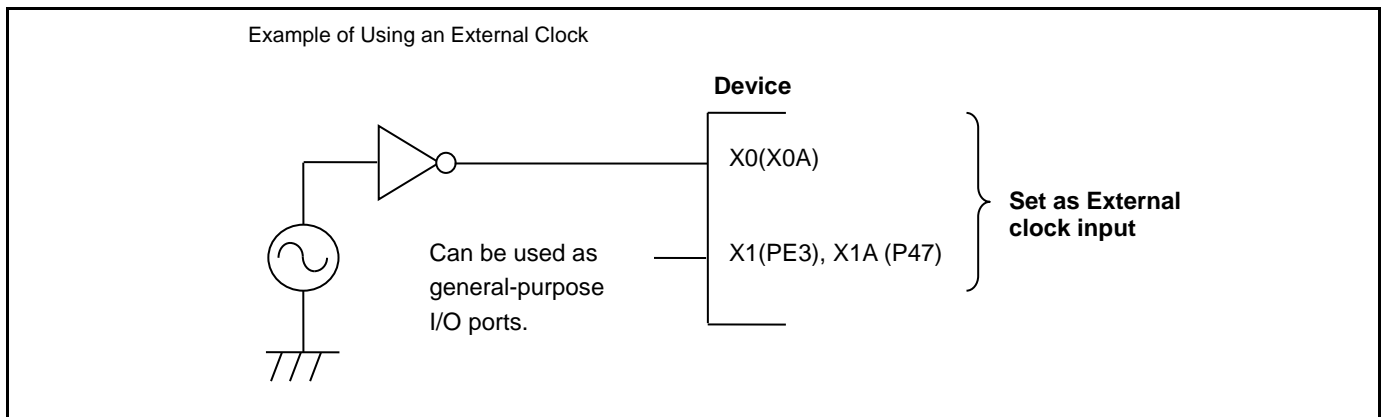 Example of Using an External Clock
Device
X0(X0A)
Set as External
clock input
Can be used as
general-purpose
I/O ports.
X1(PE3), X1A (P47)